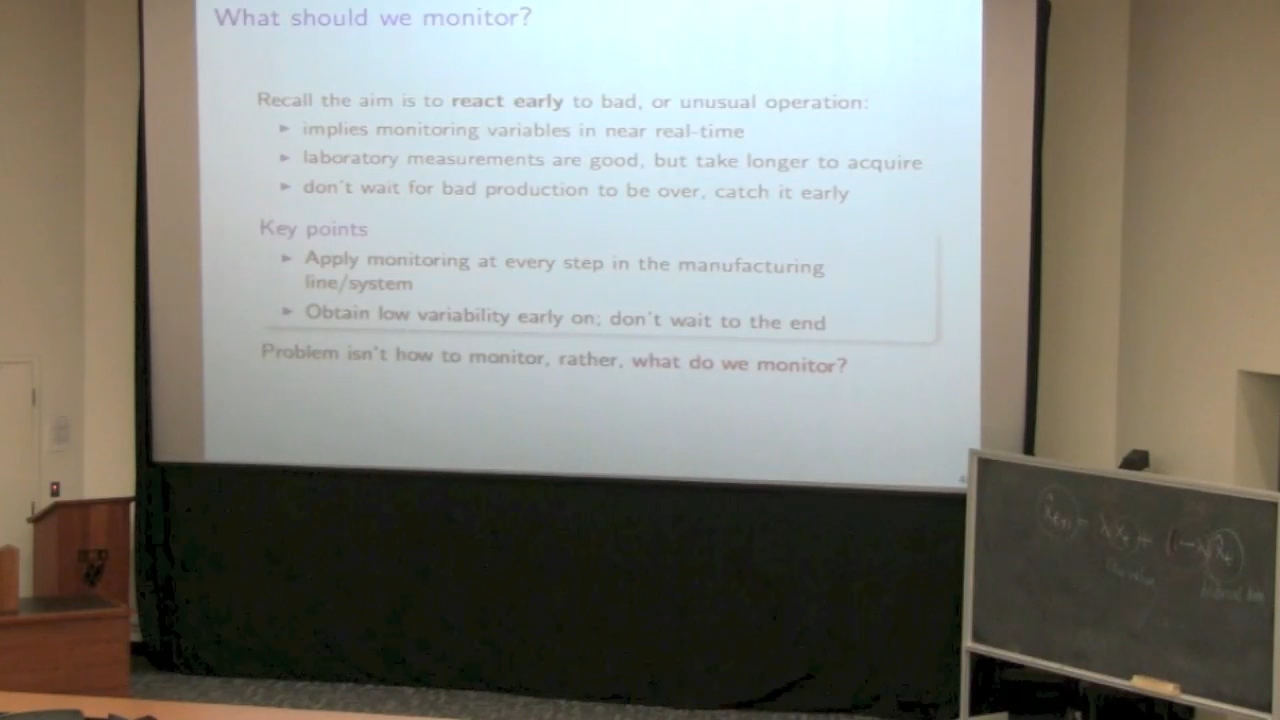 What should we monitor?
Recall the aim is to react early to bad, or unusual operation:
► implies monitoring variables in near real-time
► laboratory measurements are good, but take longer to acquire
► don't wait for bad production to be over, catch it early
Key points
► Apply monitoring at every step in the manufacturing
line/system
► Obtain low variability early on; don't wait to the end
Problem isn't how to monitor, rather, what do we monitor?